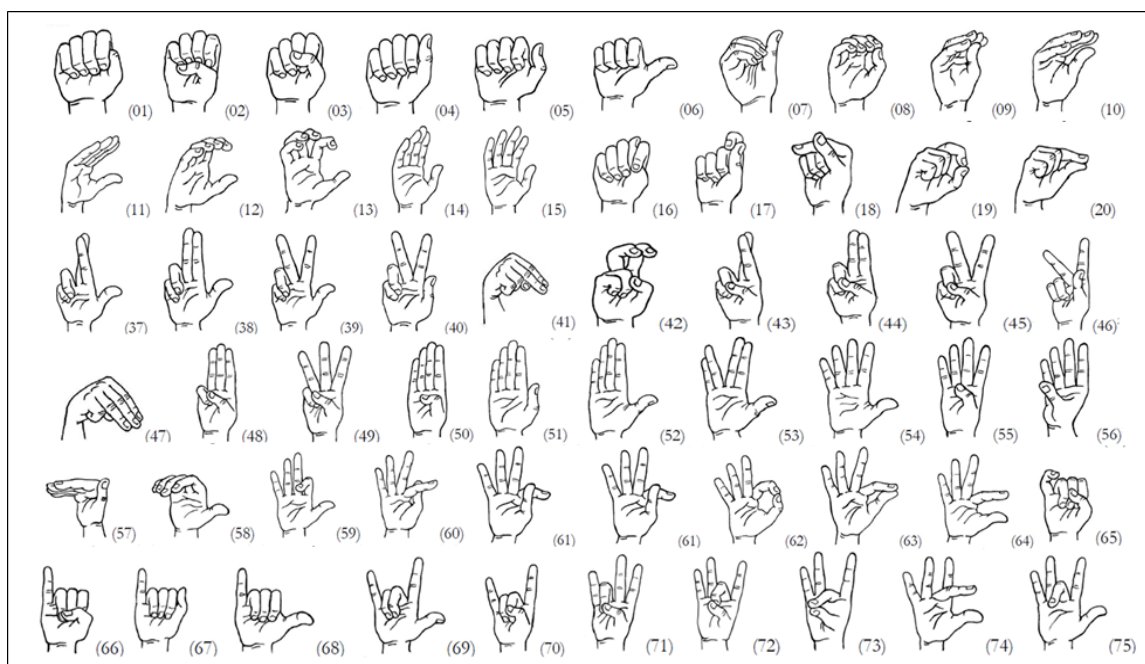 (01) (02) (03) (04) (05) (06) (07) (08) (09) (10)
(11) (12) (13) (14) (15) (16) (17) (18) (19) (20)
(37) (38) (39) (40) (41) (42) (43) (44) (45) (46)
(47) (48) (49) (50) (51) (52) (53) (54) (55) (56)
(57) (58) (59) (60) (61) (61) (62) (63) (64) (65)
(66) (67) (68) (69) (70) (71) (72) (73) (74) (75)